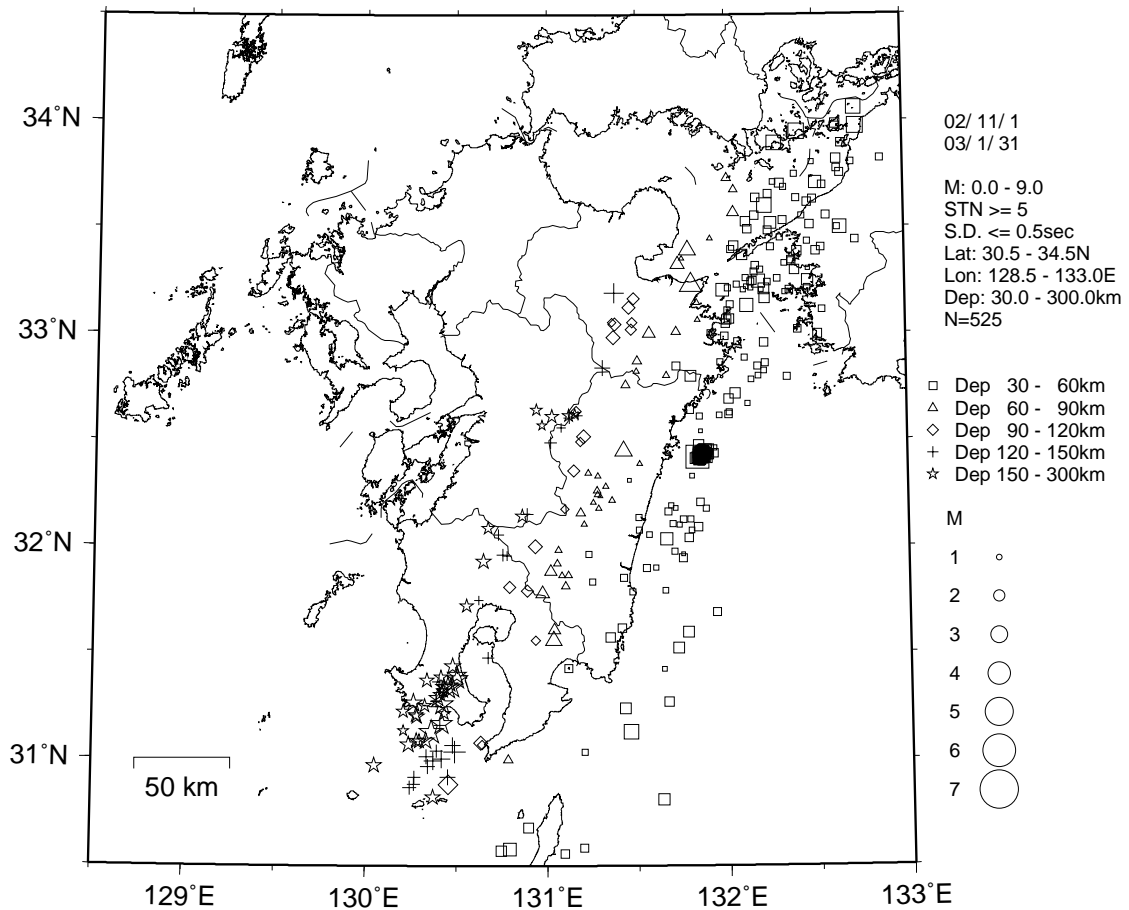 34˚N
33˚N
32˚N
31˚N
129˚E
130˚E
131˚E
132˚E
133˚E
50 km
02/ 11/ 1
03/ 1/ 31
M: 0.0 - 9.0
STN >= 5
S.D. <= 0.5sec
Lat: 30.5 - 34.5N
Lon: 128.5 - 133.0E
Dep: 30.0 - 300.0km
N=525
Dep 30 - 60km
Dep 60 - 90km
Dep 90 - 120km
Dep 120 - 150km
Dep 150 - 300km
M
1
2
3
4
5
6
7